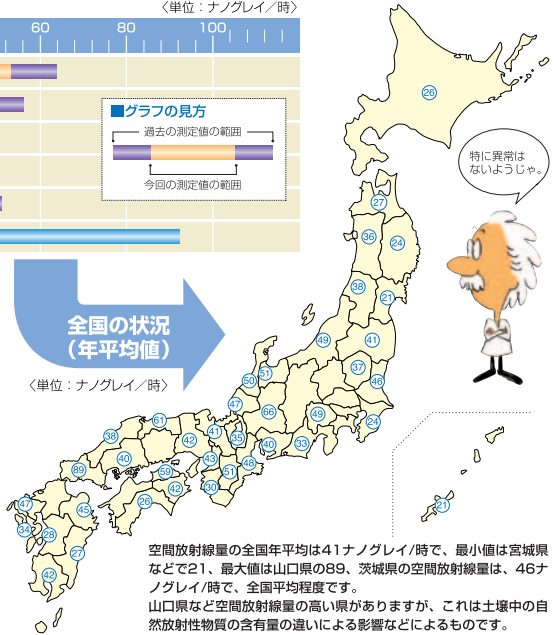 〈単位：ナノグレイ／時〉
60 80 100
■グラフの見方
過去の測定値の範囲
今回の測定値の範囲
特に異常は
ないようじゃ。
全国の状況
（年平均値）
〈単位：ナノグレイ／時〉
26
27
36
24
38
21
49
41
37
46
51
50
47
66
49
24
61
38
42
41
35
40
33
40
89
59
43
51
48
26
42
30
47
45
34
28
27
42
21
空間放射線量の全国年平均は41ナノグレイ/時で、最小値は宮城県
などで21、最大値は山口県の89、茨城県の空間放射線量は、46ナ
ノグレイ/時で、全国平均程度です。
山口県など空間放射線量の高い県がありますが、これは土壌中の自
然放射性物質の含有量の違いによる影響などによるものです。